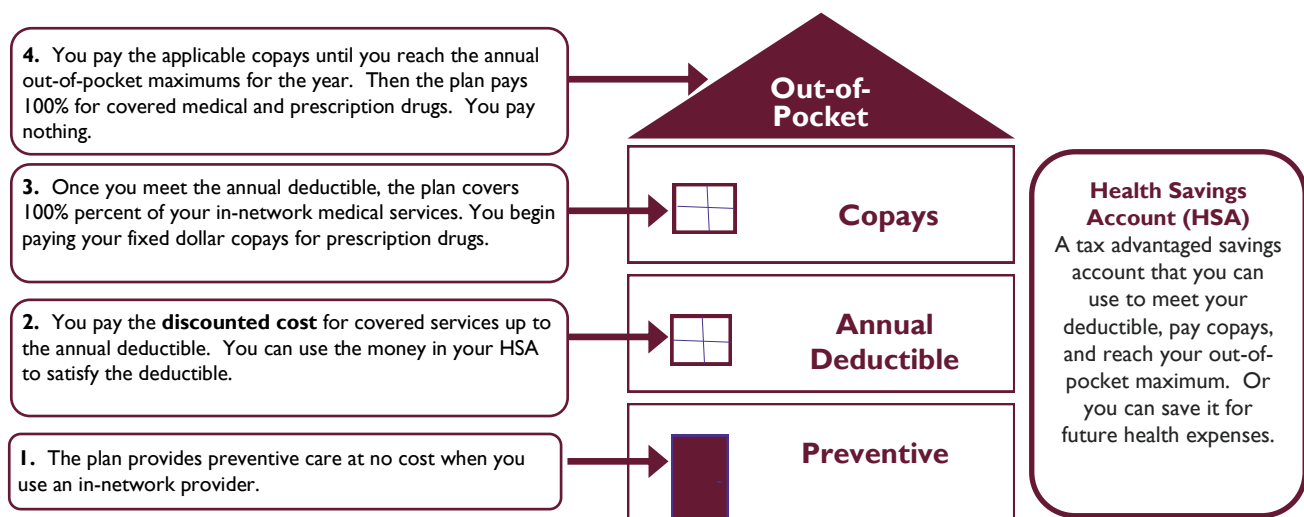 4. You pay the applicable copays until you reach the annual
out-of-pocket maximums for the year. Then the plan pays
100% for covered medical and prescription drugs. You pay
nothing.
Out-of-
Pocket
3. Once you meet the annual deductible, the plan covers
100% percent of your in-network medical services. You begin
paying your fixed dollar copays for prescription drugs.
Copays
2. You pay the discounted cost for covered services up to
the annual deductible. You can use the money in your HSA
to satisfy the deductible.
Annual
Deductible
1. The plan provides preventive care at no cost when you
use an in-network provider.
Preventive
Health Savings
Account (HSA)
A tax advantaged savings
account that you can
use to meet your
deductible, pay copays,
and reach your out-of-
pocket maximum. Or
you can save it for
future health expenses.